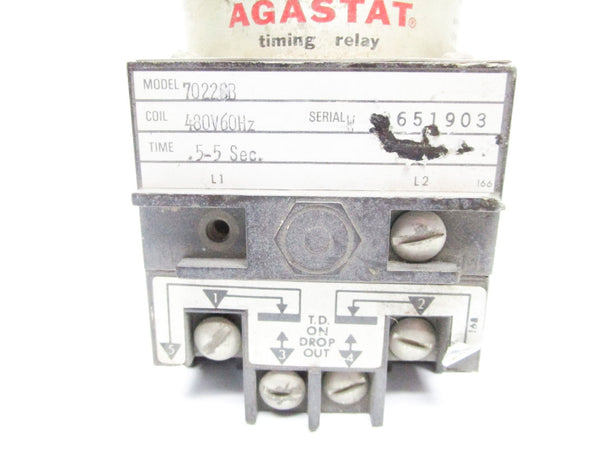 AGASTAT®
timing relay
MODEL 7022SB
COIL 480V60Hz SERIAL 651903
TIME .5-5 Sec.
L1 L2 166
1 2
T.D.
ON
DROP
OUT
5 3 4 168